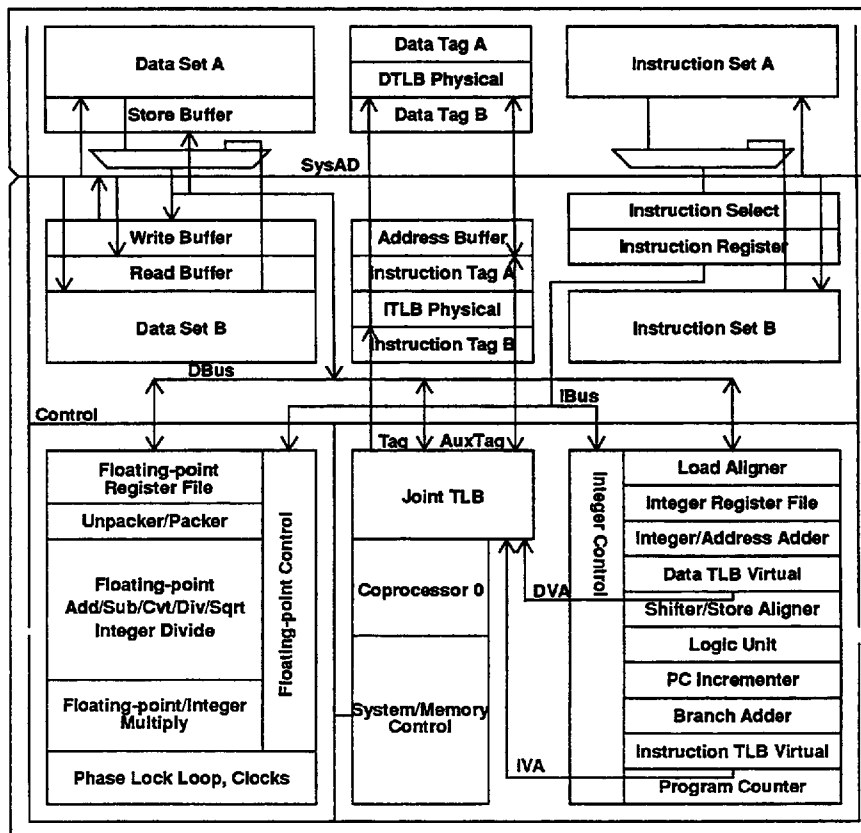 Data Set A
Store Buffer
Data Tag A
DTLB Physical
Data Tag B
Instruction Set A
SysAD
Write Buffer
Read Buffer
Data Set B
Address Buffer
Instruction Tag A
ITLB Physical
Instruction Tag B
Instruction Select
Instruction Register
Instruction Set B
DBus
Control
IBus
Tag
AuxTag
Floating-point
Register File
Unpacker/Packer
Floating-point
Add/Sub/Cvt/Div/Sqrt
Integer Divide
Floating-point/Integer
Multiply
Phase Lock Loop, Clocks
Floating-point Control
Joint TLB
Coprocessor 0
System/Memory
Control
DVA
IVA
Integer Control
Load Aligner
Integer Register File
Integer/Address Adder
Data TLB Virtual
Shifter/Store Aligner
Logic Unit
PC Incrementer
Branch Adder
Instruction TLB Virtual
Program Counter